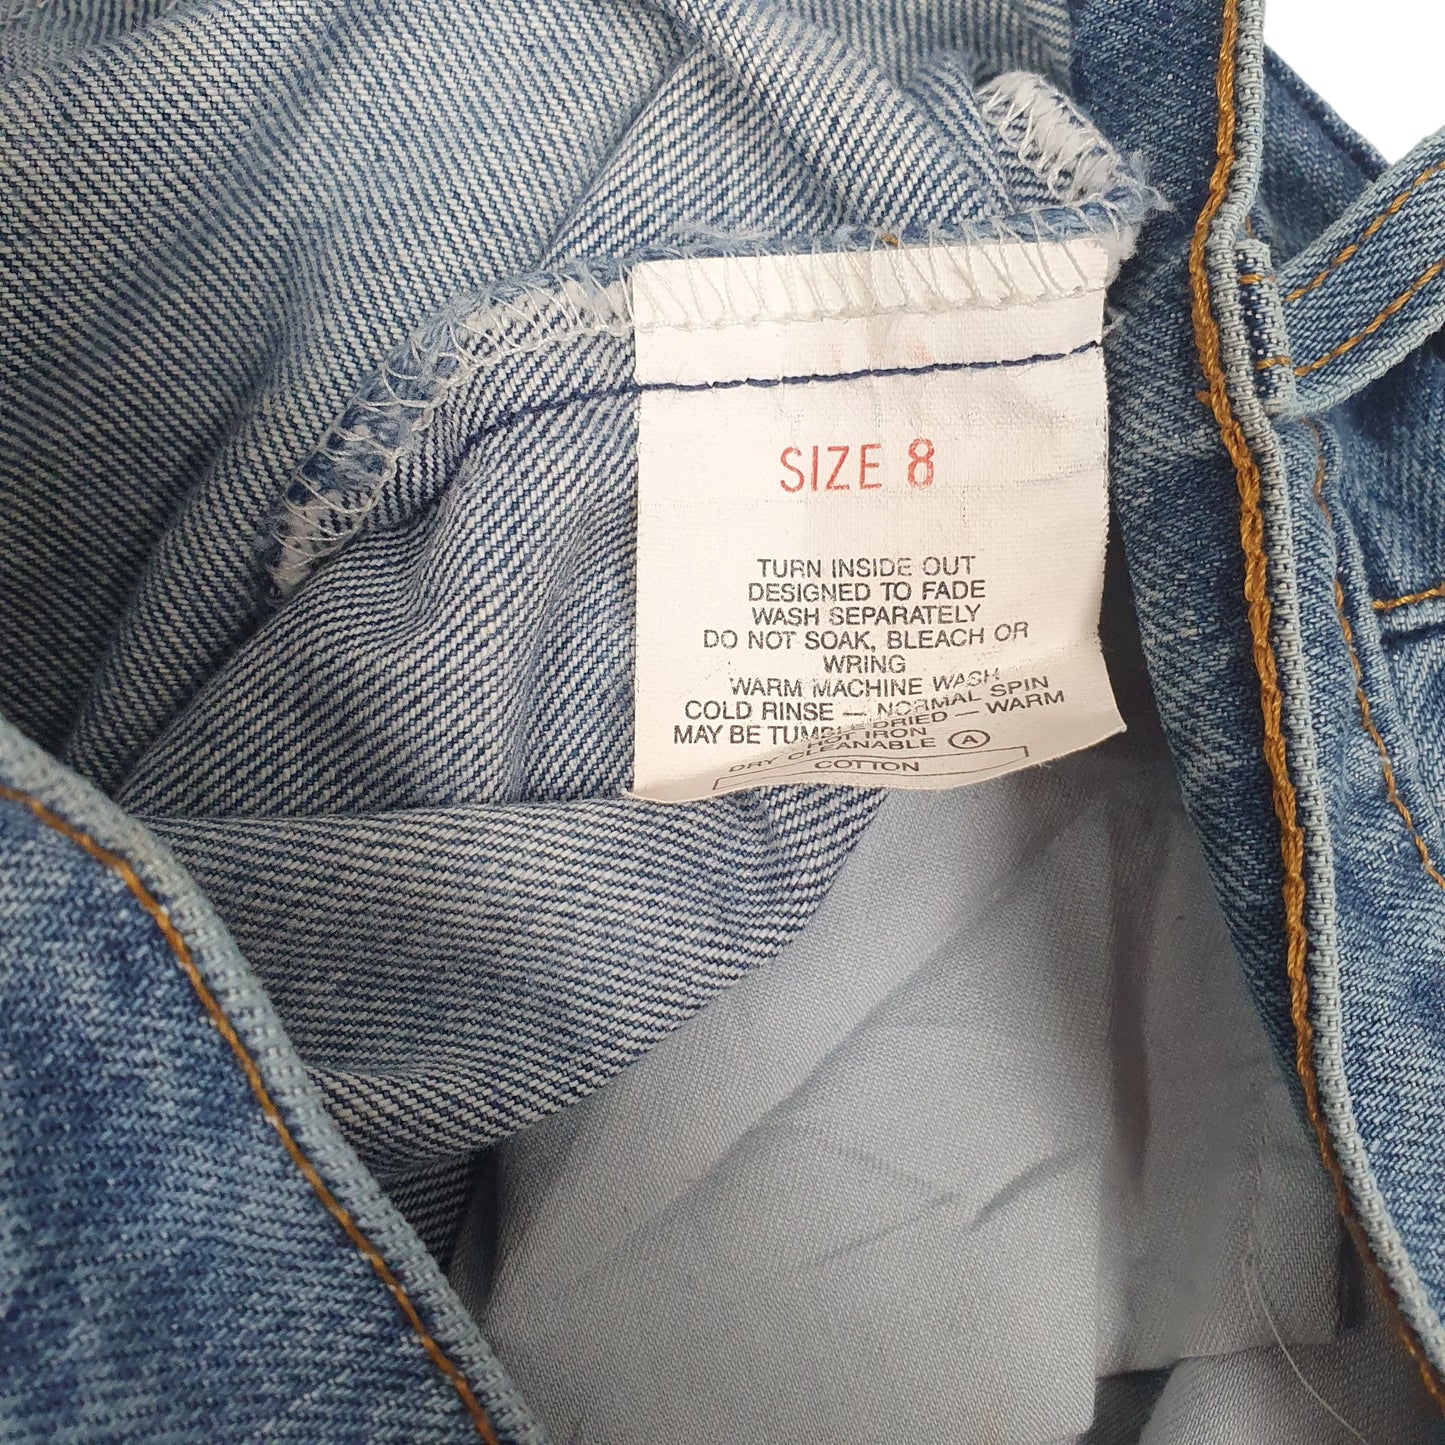 SIZE 8
TURN INSIDE OUT
DESIGNED TO FADE
WASH SEPARATELY
DO NOT SOAK, BLEACH OR
WRING
WARM MACHINE WASH
COLD RINSE — NORMAL SPIN
MAY BE DRIED — WARM
IRON
DRY CLEANABLE A
COTTON